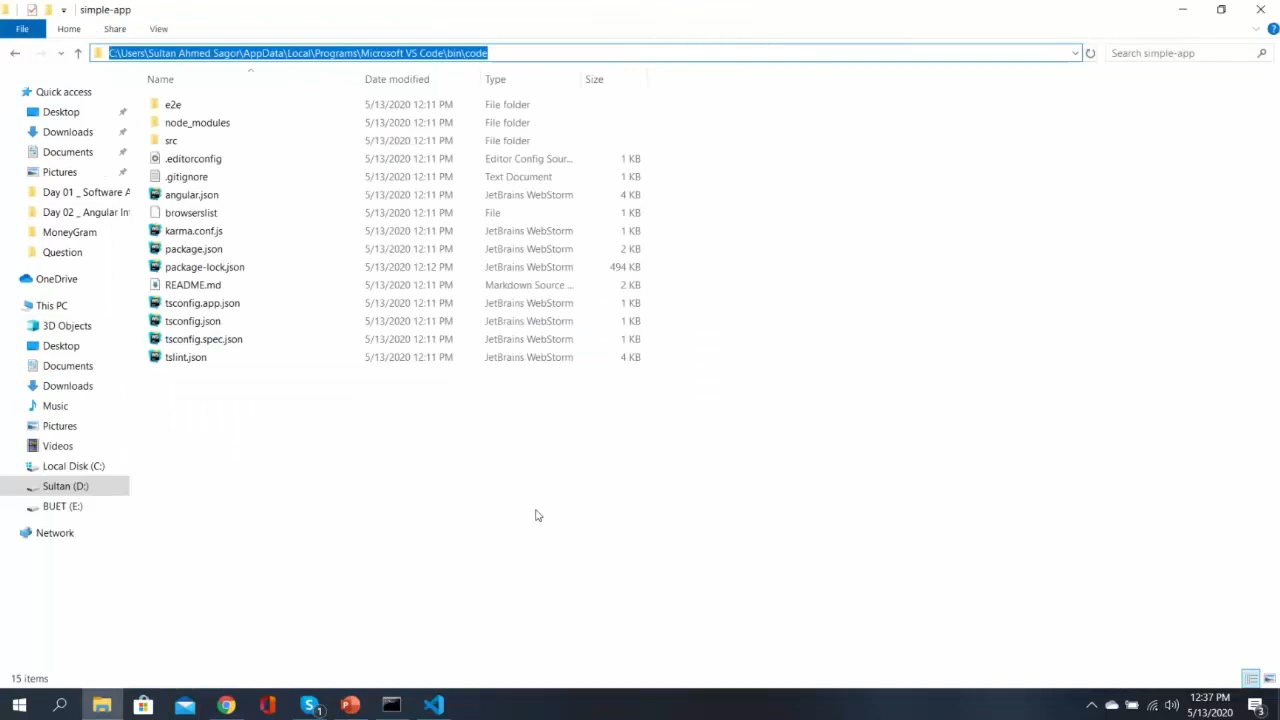 simple-app
File Home Share View
C:\Users\Sultan Ahmed Sagor\AppData\Local\Programs\Microsoft VS Code\bin\code
Search simple-app
Name Date modified Type Size
Quick access
Desktop
Downloads
Documents
Pictures
Day 01 _ Software A
Day 02 _ Angular In
MoneyGram
Question
OneDrive
This PC
3D Objects
Desktop
Documents
Downloads
Music
Pictures
Videos
Local Disk (C:)
Sultan (D:)
BUET (E:)
Network
e2e 5/13/2020 12:11 PM File folder
node_modules 5/13/2020 12:11 PM File folder
src 5/13/2020 12:11 PM File folder
.editorconfig 5/13/2020 12:11 PM Editor Config Sour... 1 KB
.gitignore 5/13/2020 12:11 PM Text Document 1 KB
angular.json 5/13/2020 12:11 PM JetBrains WebStorm 4 KB
browserslist 5/13/2020 12:11 PM File 1 KB
karma.conf.js 5/13/2020 12:11 PM JetBrains WebStorm 1 KB
package.json 5/13/2020 12:11 PM JetBrains WebStorm 2 KB
package-lock.json 5/13/2020 12:12 PM JetBrains WebStorm 494 KB
README.md 5/13/2020 12:11 PM Markdown Source ... 2 KB
tsconfig.app.json 5/13/2020 12:11 PM JetBrains WebStorm 1 KB
tsconfig.json 5/13/2020 12:11 PM JetBrains WebStorm 1 KB
tsconfig.spec.json 5/13/2020 12:11 PM JetBrains WebStorm 1 KB
tslint.json 5/13/2020 12:11 PM JetBrains WebStorm 4 KB
15 items
1
12:37 PM
5/13/2020
3